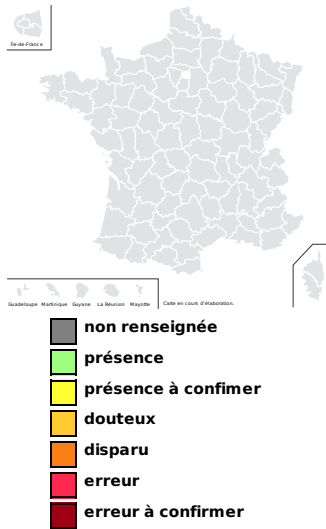 Île-de-France
Guadeloupe Martinique Guyane La Réunion Mayotte Carte en cours d'élaboration.
non renseignée
présence
présence à confimer
douteux
disparu
erreur
erreur à confirmer